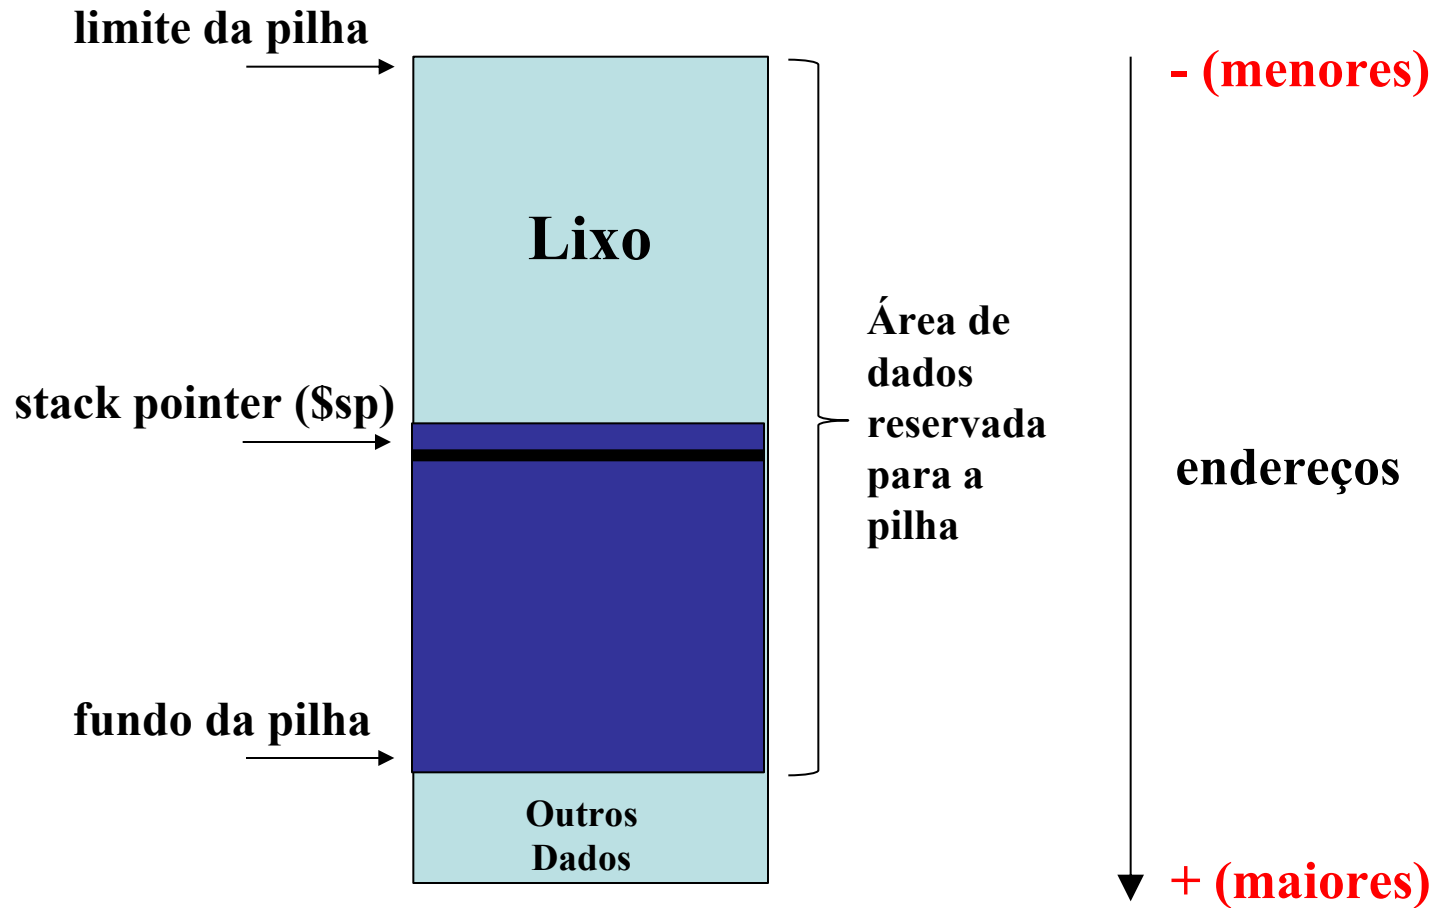 limite da pilha
- (menores)
Lixo
Área de
dados
reservada
para a
pilha
stack pointer ($sp)
endereços
fundo da pilha
Outros
Dados
+ (maiores)